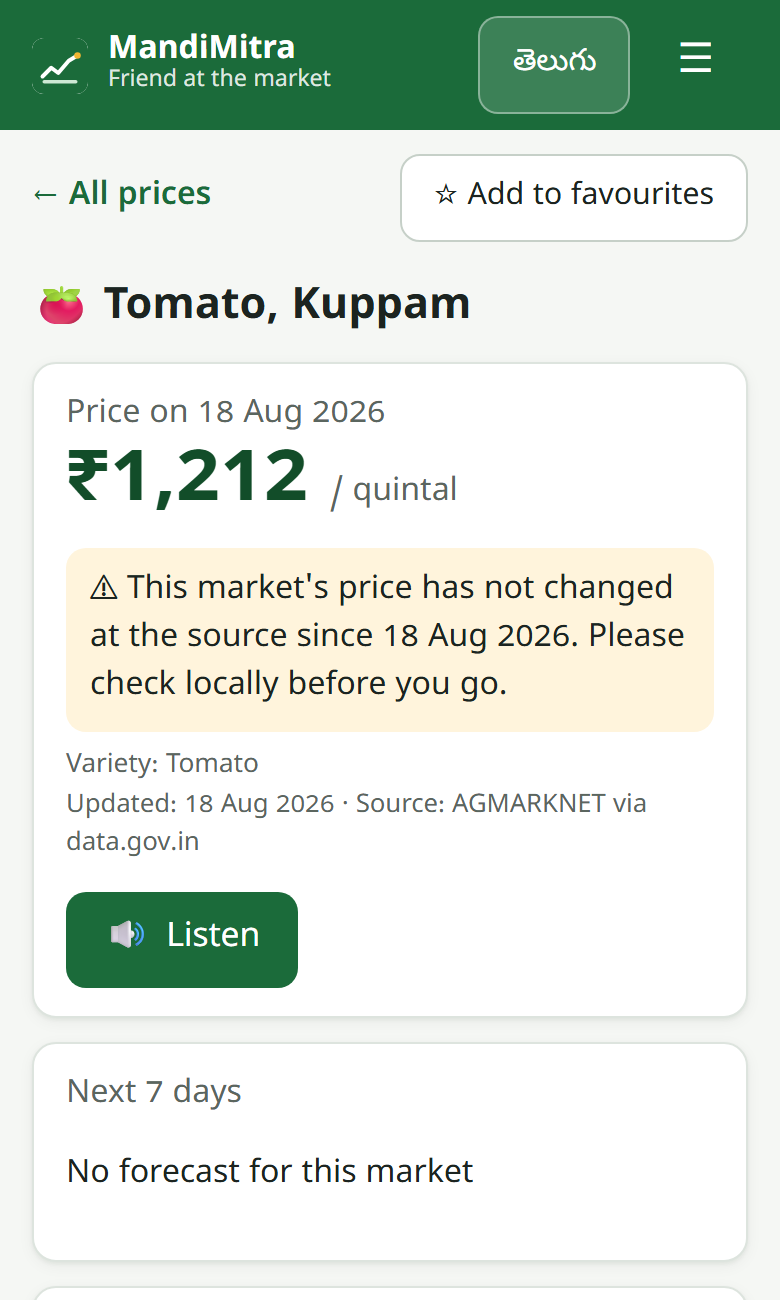 MandiMitra
Friend at the market
తెలుగు
☰
← All prices
☆ Add to favourites
Tomato, Kuppam
Price on 18 Aug 2026
₹1,212 / quintal
⚠ This market's price has not changed
at the source since 18 Aug 2026. Please
check locally before you go.
Variety: Tomato
Updated: 18 Aug 2026 · Source: AGMARKNET via
data.gov.in
Listen
Next 7 days
No forecast for this market